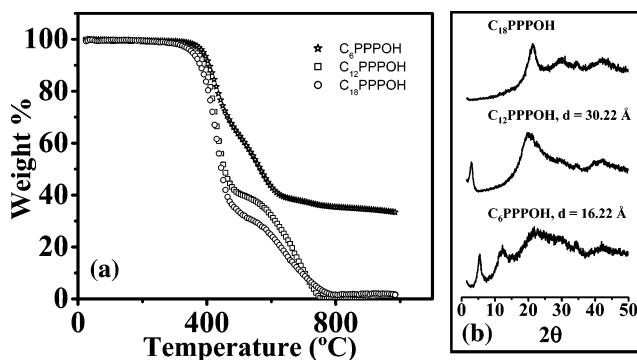 100
80
60
40
20
0
Weight %
C₆PPPOH
C₁₂PPPOH
C₁₈PPPOH
(a)
0 400 800
Temperature (ºC)
C₁₈PPPOH
C₁₂PPPOH, d = 30.22 Å
C₆PPPOH, d = 16.22 Å
0 10 20 30 40 50
(b)
2θ